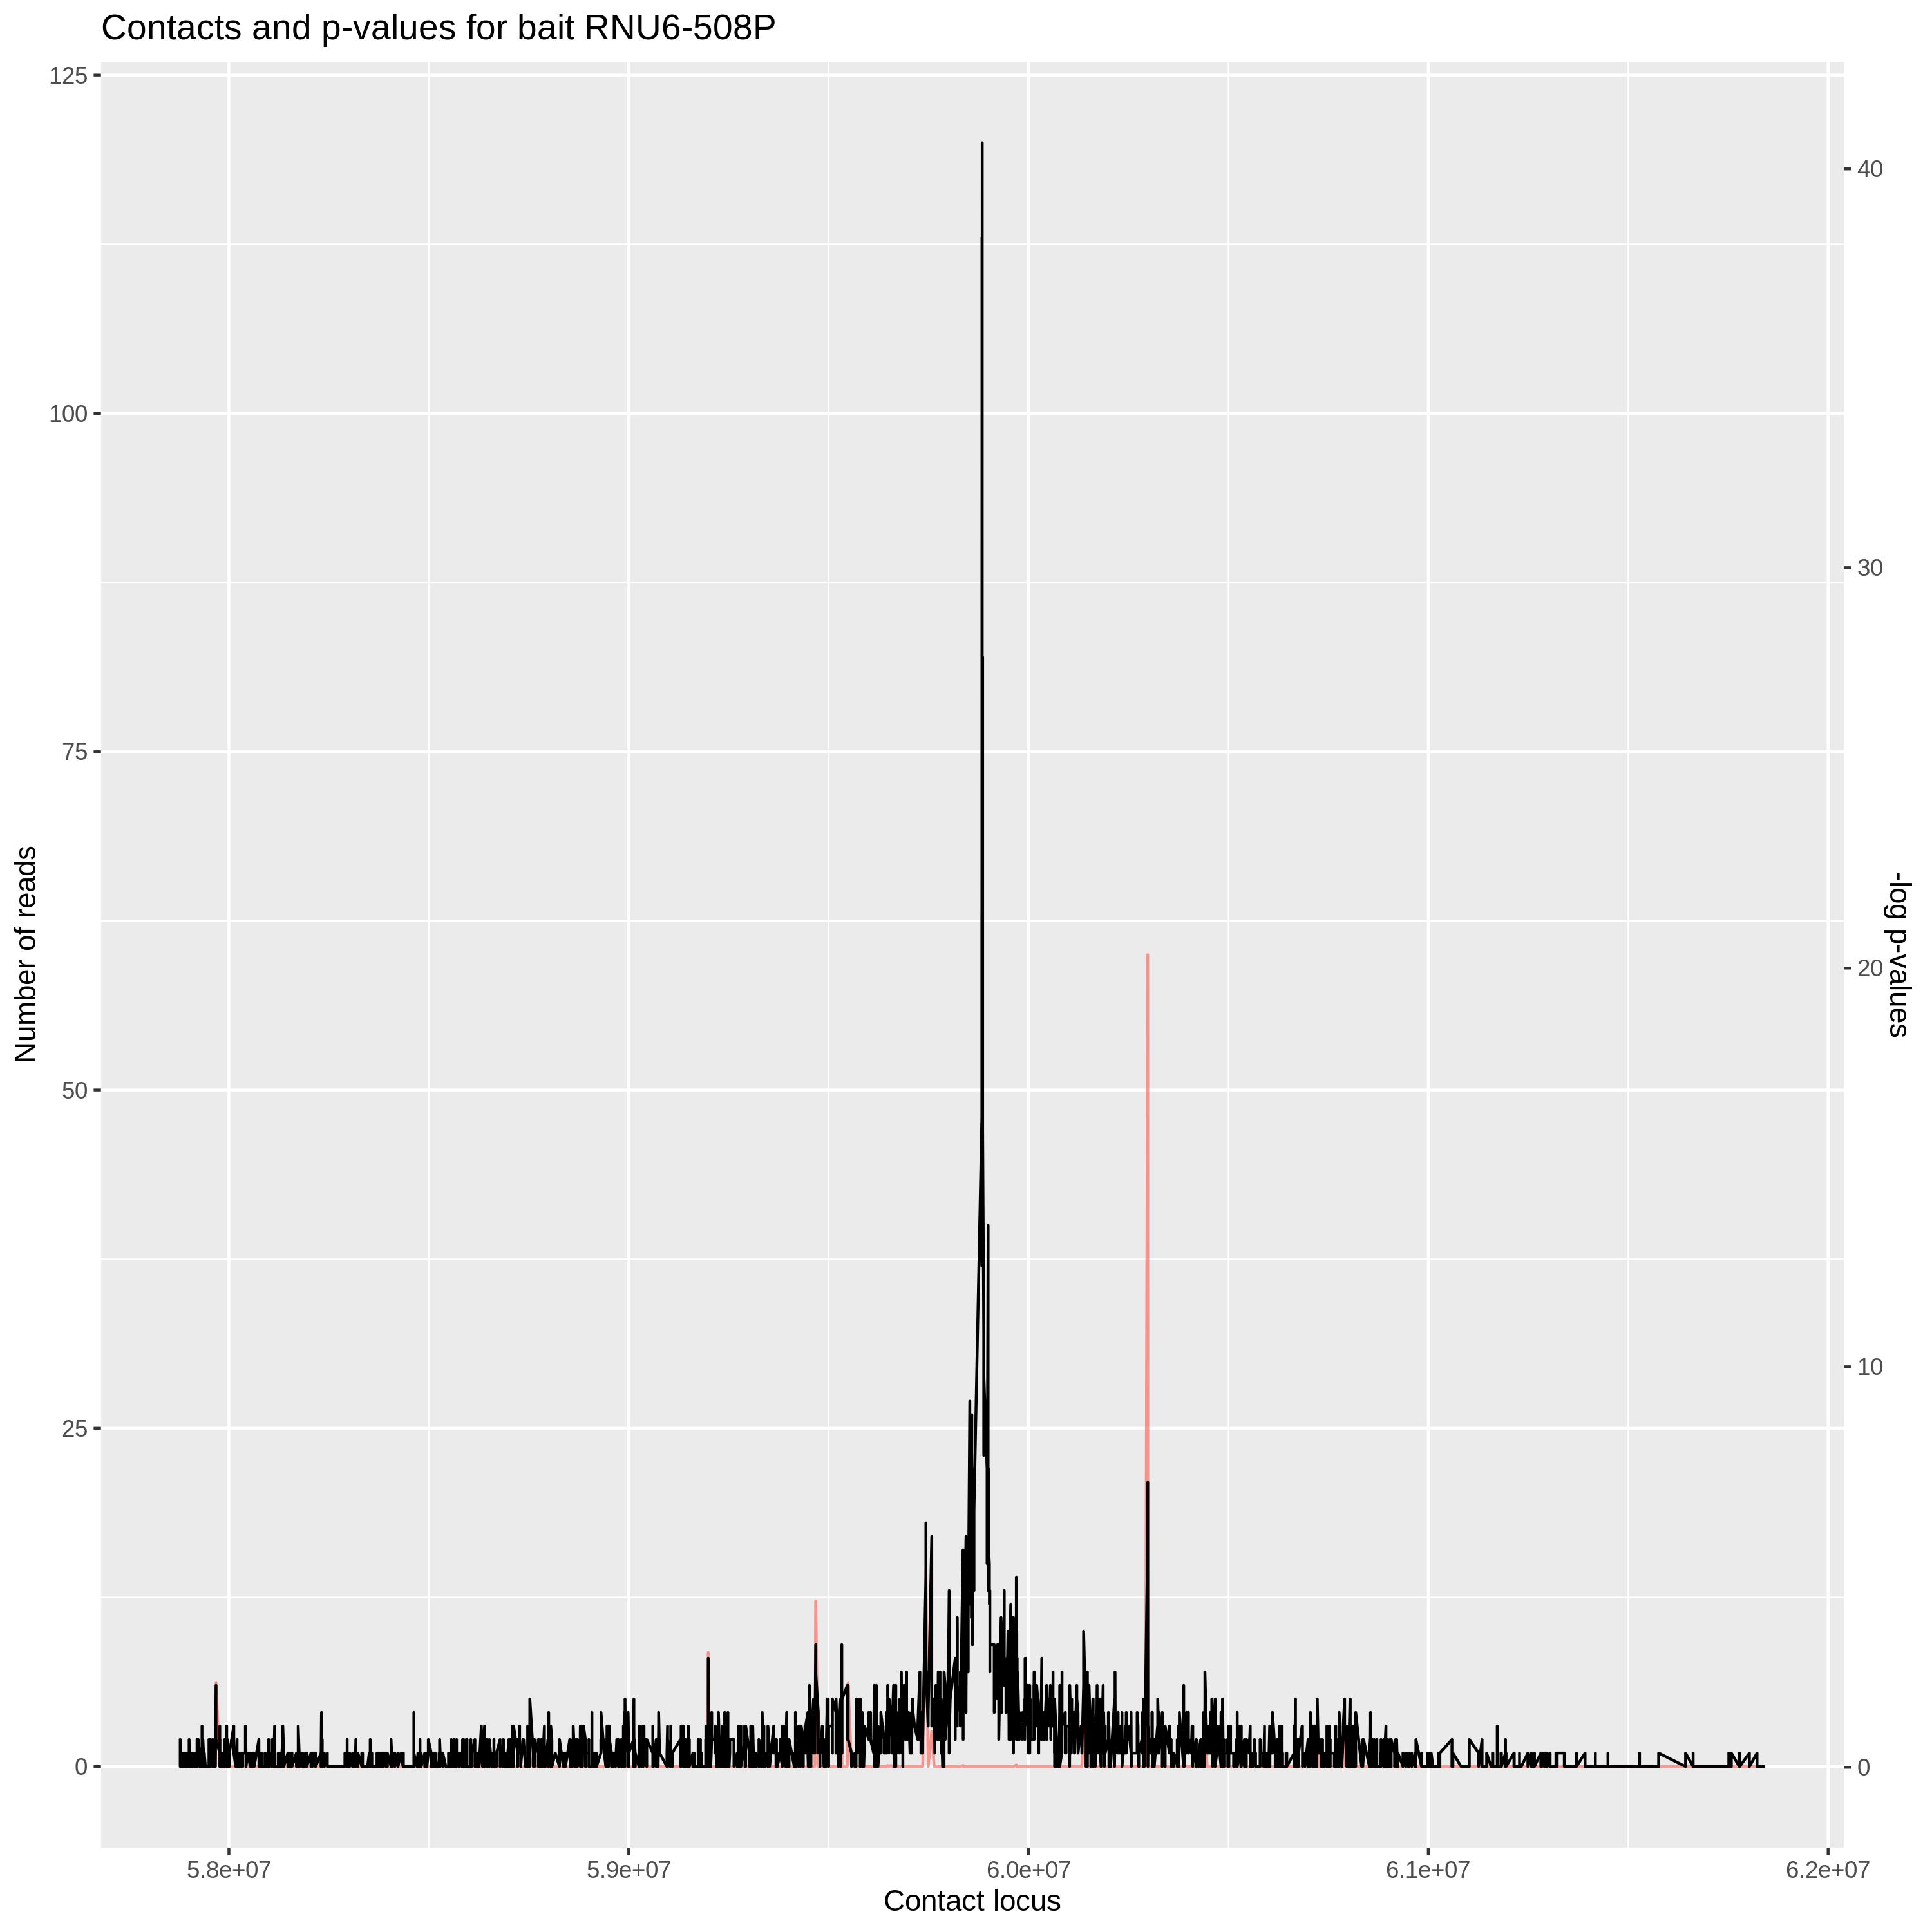 Contacts and p-values for bait RNU6-508P
125
100
75
50
25
0
40
30
20
10
0
Number of reads
-log p-values
5.8e+07
5.9e+07
6.0e+07
6.1e+07
6.2e+07
Contact locus